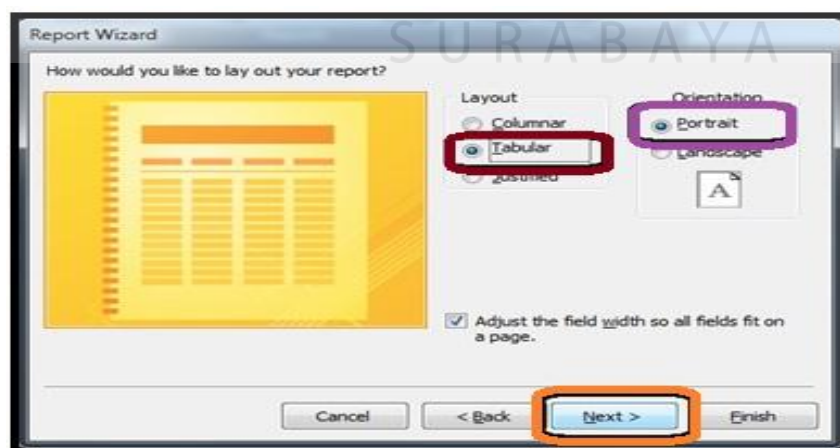 Report Wizard
SURABAYA
How would you like to lay out your report?
Layout
Columnar
Tabular
Justified
Orientation
Portrait
Landscape
A
Adjust the field width so all fields fit on
a page.
Cancel
< Back
Next >
Finish